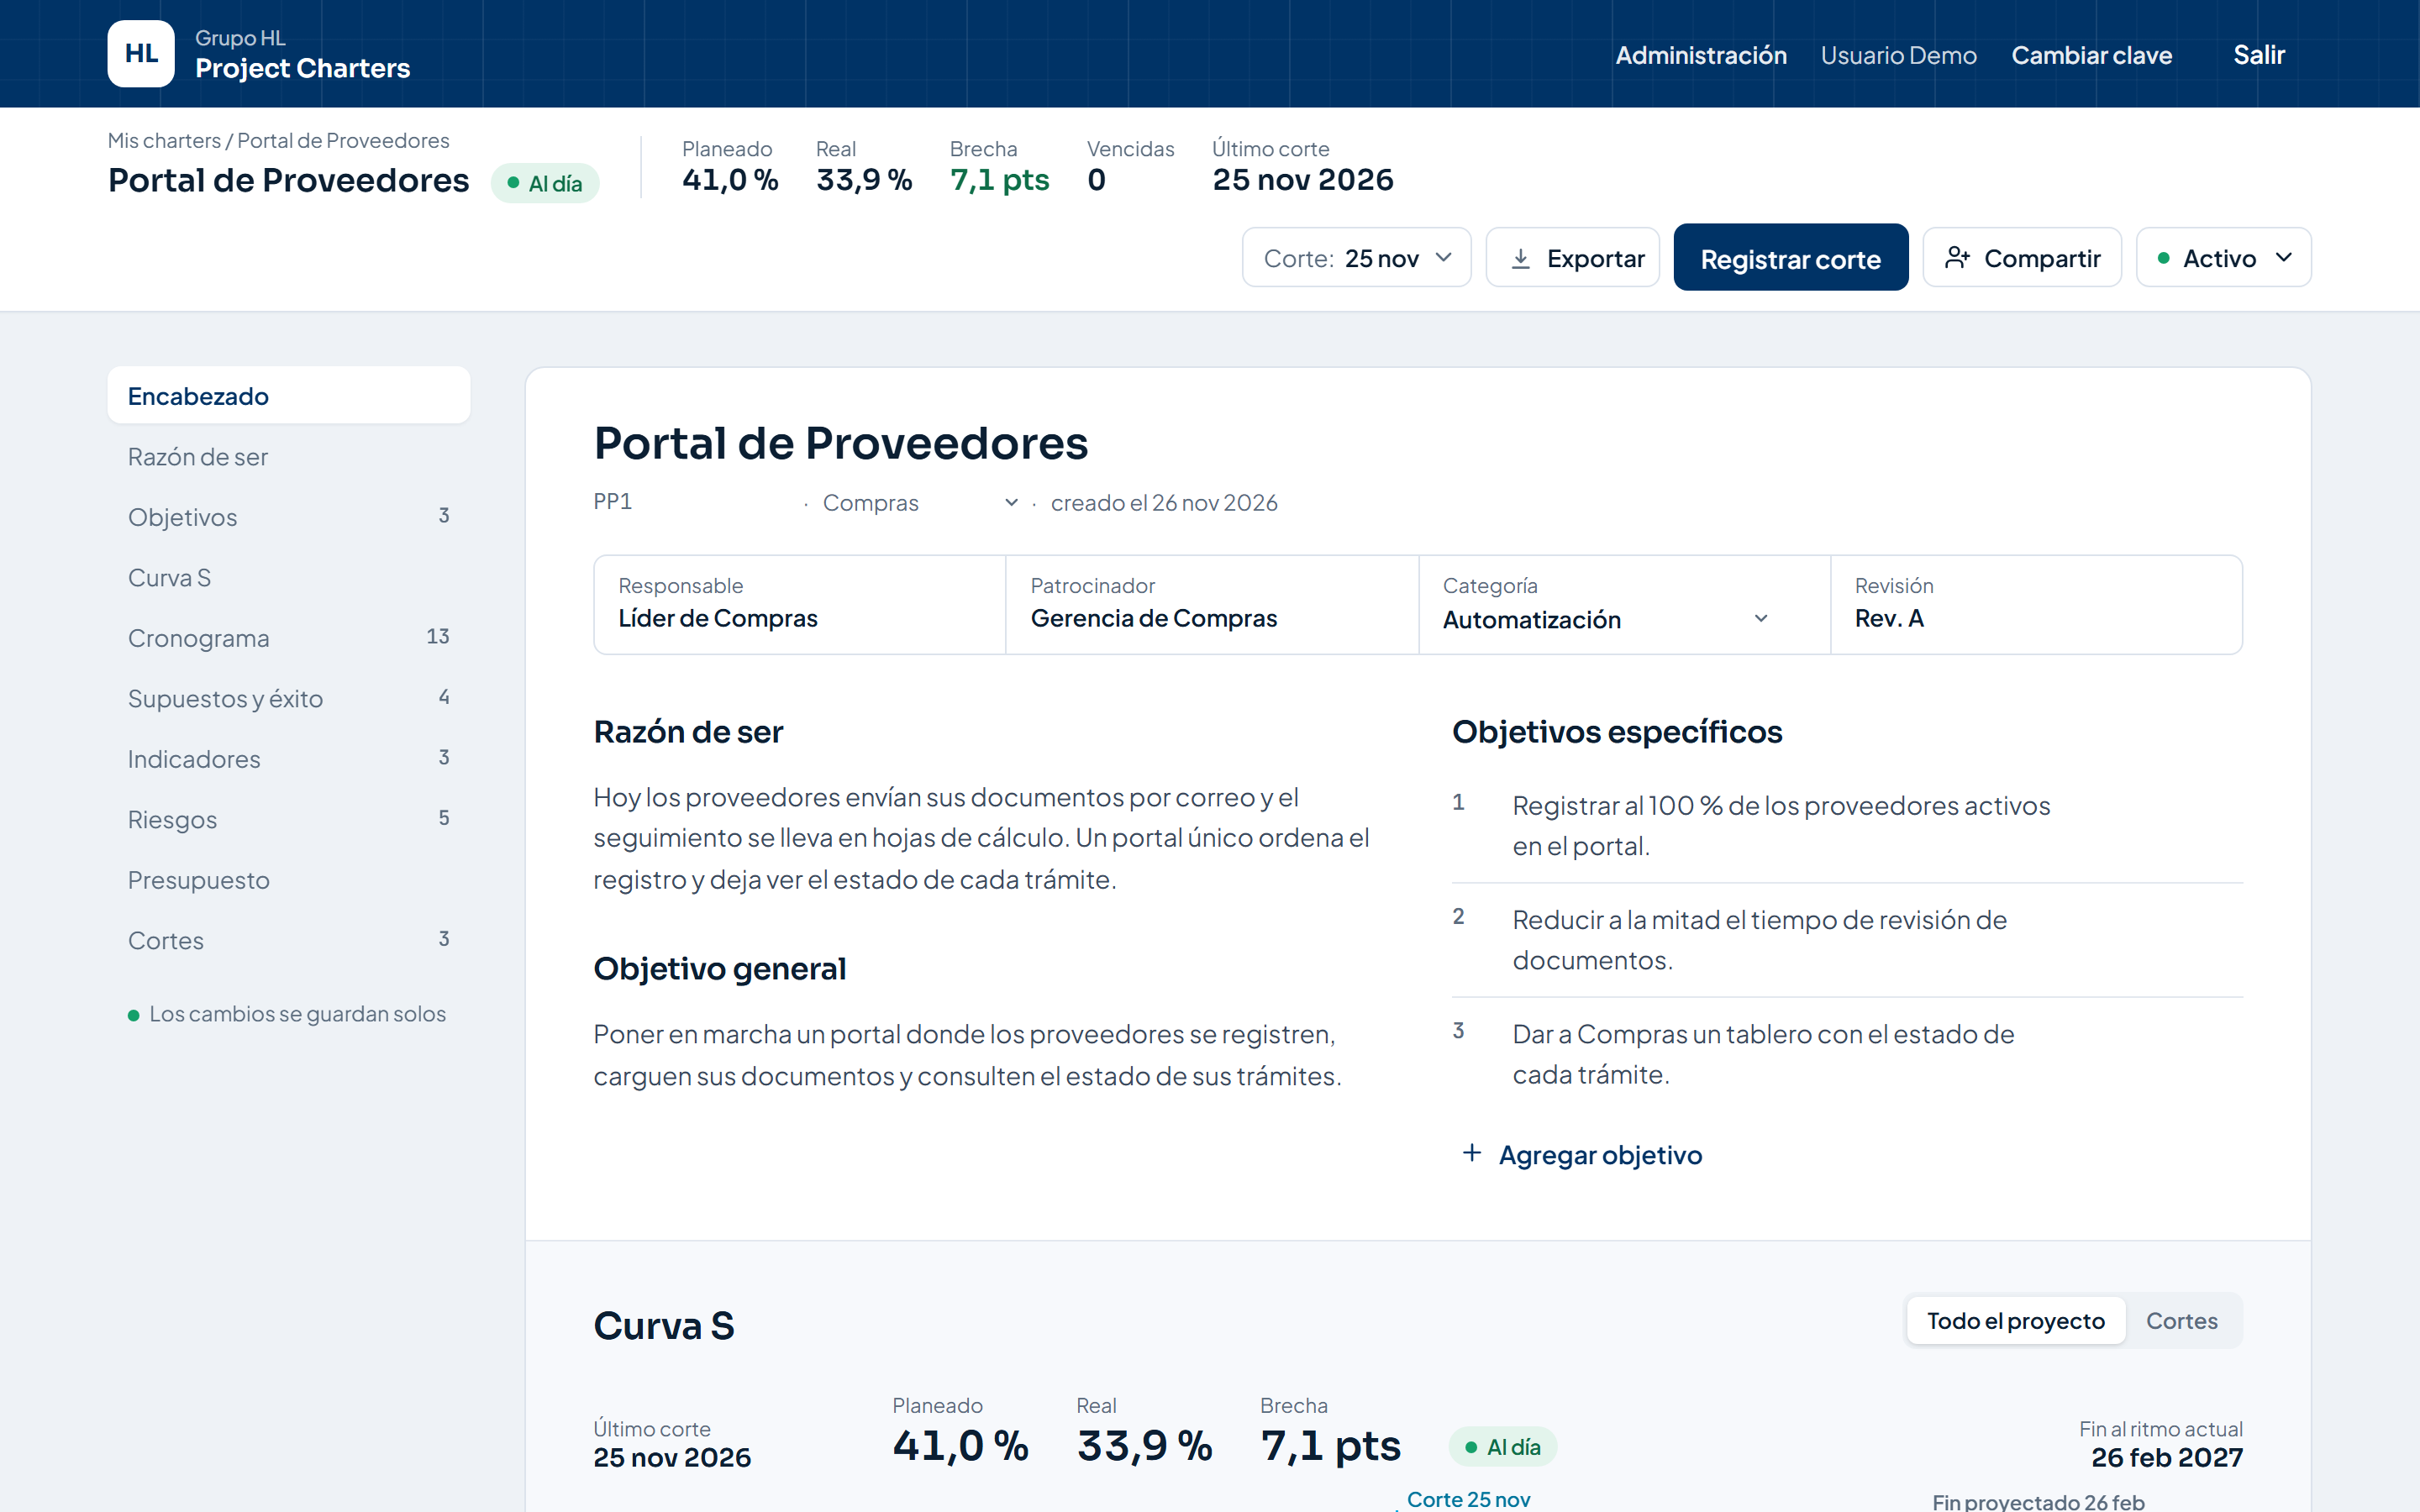 HL
Grupo HL
Project Charters
Administración
Usuario Demo
Cambiar clave
Salir
Mis charters / Portal de Proveedores
Portal de Proveedores
Al día
Planeado
41,0 %
Real
33,9 %
Brecha
7,1 pts
Vencidas
0
Último corte
25 nov 2026
Corte: 25 nov
Exportar
Registrar corte
Compartir
Activo
Encabezado
Razón de ser
Objetivos 3
Curva S
Cronograma 13
Supuestos y éxito 4
Indicadores 3
Riesgos 5
Presupuesto
Cortes 3
Los cambios se guardan solos
Portal de Proveedores
PP1 · Compras · creado el 26 nov 2026
Responsable
Líder de Compras
Patrocinador
Gerencia de Compras
Categoría
Automatización
Revisión
Rev. A
Razón de ser
Hoy los proveedores envían sus documentos por correo y el
seguimiento se lleva en hojas de cálculo. Un portal único ordena el
registro y deja ver el estado de cada trámite.
Objetivo general
Poner en marcha un portal donde los proveedores se registren,
carguen sus documentos y consulten el estado de sus trámites.
Objetivos específicos
1 Registrar al 100 % de los proveedores activos
en el portal.
2 Reducir a la mitad el tiempo de revisión de
documentos.
3 Dar a Compras un tablero con el estado de
cada trámite.
+ Agregar objetivo
Curva S
Todo el proyecto
Cortes
Último corte
25 nov 2026
Planeado
41,0 %
Real
33,9 %
Brecha
7,1 pts
Al día
Fin al ritmo actual
26 feb 2027
Corte 25 nov
Fin proyectado 26 feb